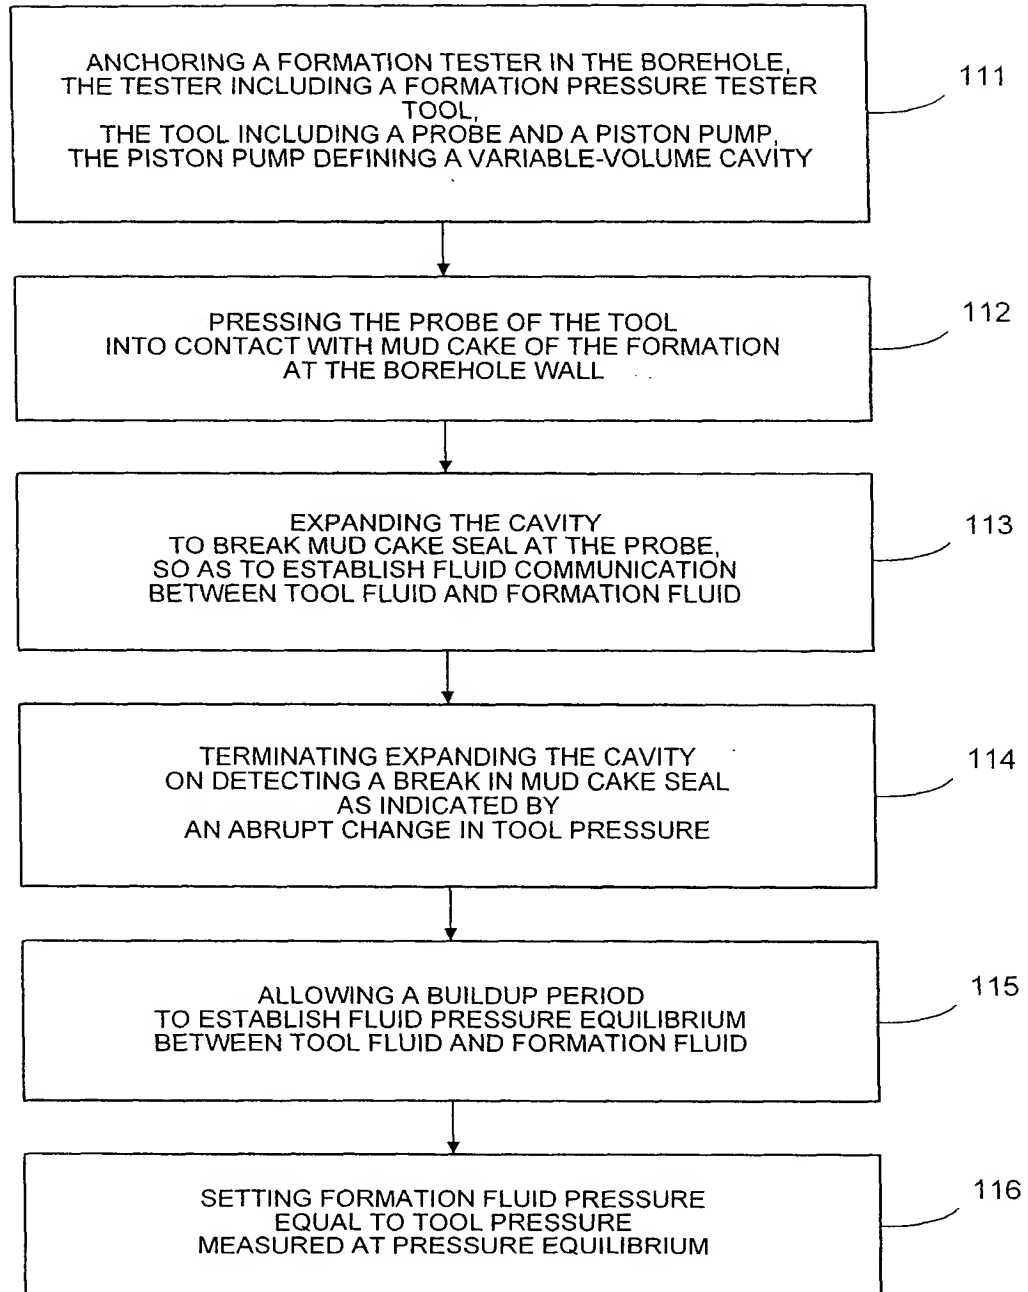 ANCHORING A FORMATION TESTER IN THE BOREHOLE,
THE TESTER INCLUDING A FORMATION PRESSURE TESTER
TOOL,
THE TOOL INCLUDING A PROBE AND A PISTON PUMP,
THE PISTON PUMP DEFINING A VARIABLE-VOLUME CAVITY
111
PRESSING THE PROBE OF THE TOOL
INTO CONTACT WITH MUD CAKE OF THE FORMATION
AT THE BOREHOLE WALL
112
EXPANDING THE CAVITY
TO BREAK MUD CAKE SEAL AT THE PROBE,
SO AS TO ESTABLISH FLUID COMMUNICATION
BETWEEN TOOL FLUID AND FORMATION FLUID
113
TERMINATING EXPANDING THE CAVITY
ON DETECTING A BREAK IN MUD CAKE SEAL
AS INDICATED BY
AN ABRUPT CHANGE IN TOOL PRESSURE
114
ALLOWING A BUILDUP PERIOD
TO ESTABLISH FLUID PRESSURE EQUILIBRIUM
BETWEEN TOOL FLUID AND FORMATION FLUID
115
SETTING FORMATION FLUID PRESSURE
EQUAL TO TOOL PRESSURE
MEASURED AT PRESSURE EQUILIBRIUM
116